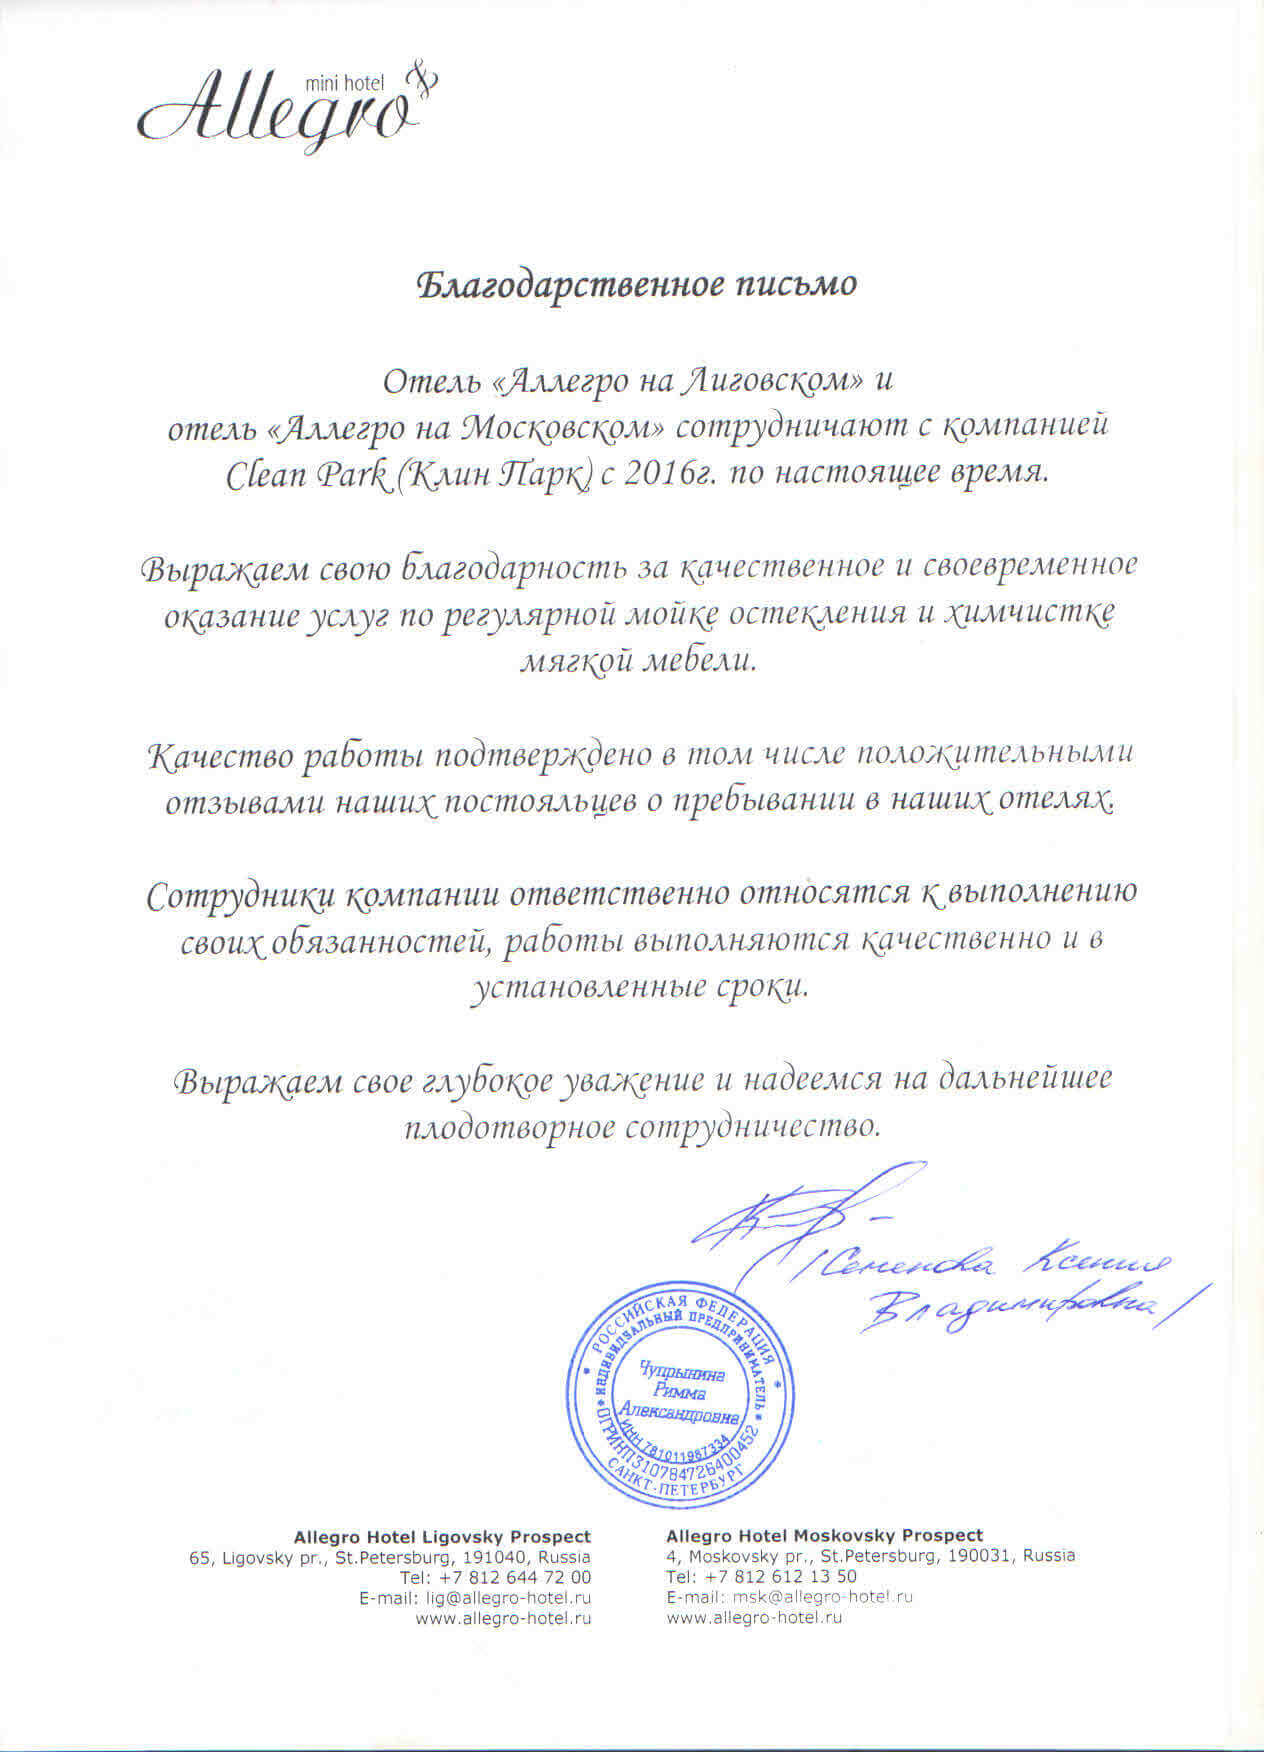 mini hotel
Allegro
Благодарственное письмо
Отель «Аллегро на Лиговском» и
отель «Аллегро на Московском» сотрудничают с компанией
Clean Park (Клин Парк) с 2016г. по настоящее время.
Выражаем свою благодарность за качественное и своевременное
оказание услуг по регулярной мойке остекления и химчистке
мягкой мебели.
Качество работы подтверждено в том числе положительными
отзывами наших постояльцев о пребывании в наших отелях.
Сотрудники компании ответственно относятся к выполнению
своих обязанностей, работы выполняются качественно и в
установленные сроки.
Выражаем свое глубокое уважение и надеемся на дальнейшее
плодотворное сотрудничество.
/Семенова Ксения
Владимировна/
* РОССИЙСКАЯ ФЕДЕРАЦИЯ *
* ИНДИВИДУАЛЬНЫЙ ПРЕДПРИНИМАТЕЛЬ *
Чупрынина
Римма
Александровна
ИНН 781011987334
ОГРНИП310784726400452
САНКТ-ПЕТЕРБУРГ
Allegro Hotel Ligovsky Prospect
65, Ligovsky pr., St.Petersburg, 191040, Russia
Tel: +7 812 644 72 00
E-mail: lig@allegro-hotel.ru
www.allegro-hotel.ru
Allegro Hotel Moskovsky Prospect
4, Moskovsky pr., St.Petersburg, 190031, Russia
Tel: +7 812 612 13 50
E-mail: msk@allegro-hotel.ru
www.allegro-hotel.ru